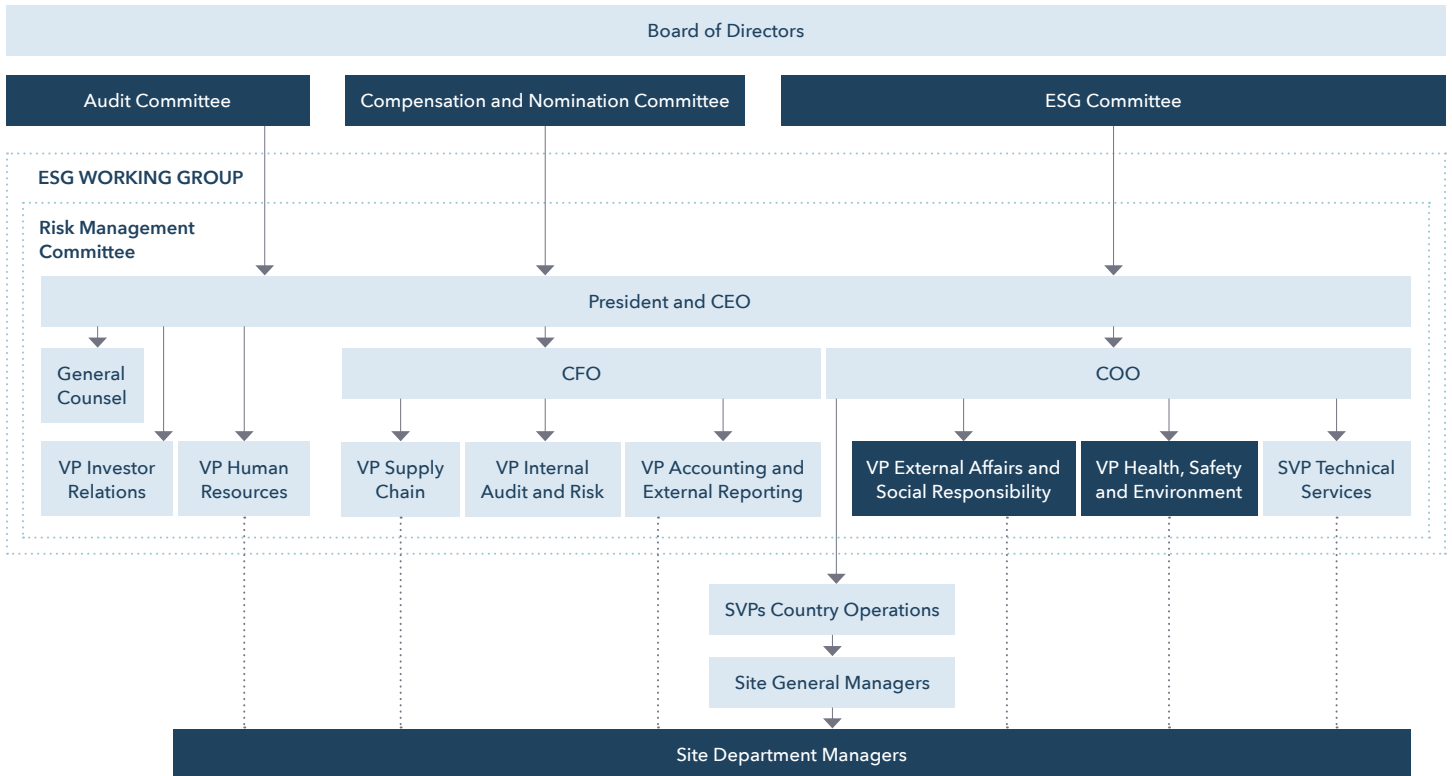 Board of Directors
Audit Committee
Compensation and Nomination Committee
ESG Committee
ESG WORKING GROUP
Risk Management
Committee
President and CEO
General
Counsel
CFO
COO
VP Investor
Relations
VP Human
Resources
VP Supply
Chain
VP Internal
Audit and Risk
VP Accounting and
External Reporting
VP External Affairs and
Social Responsibility
VP Health, Safety
and Environment
SVP Technical
Services
SVPs Country Operations
Site General Managers
Site Department Managers